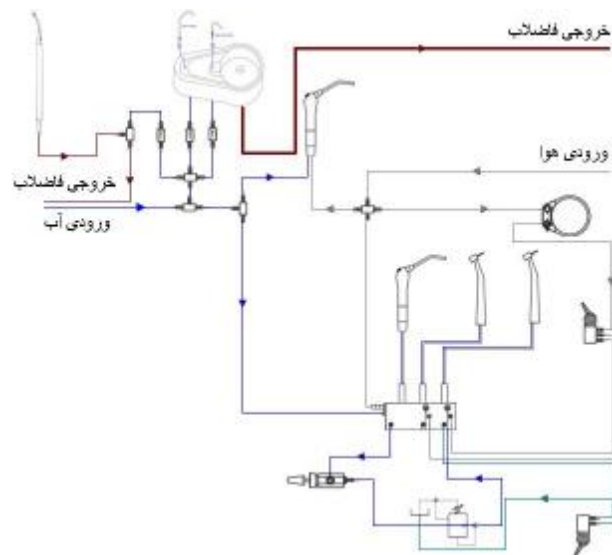 خروجی فاضلاب
ورودی هوا
خروجی فاضلاب
ورودی آب